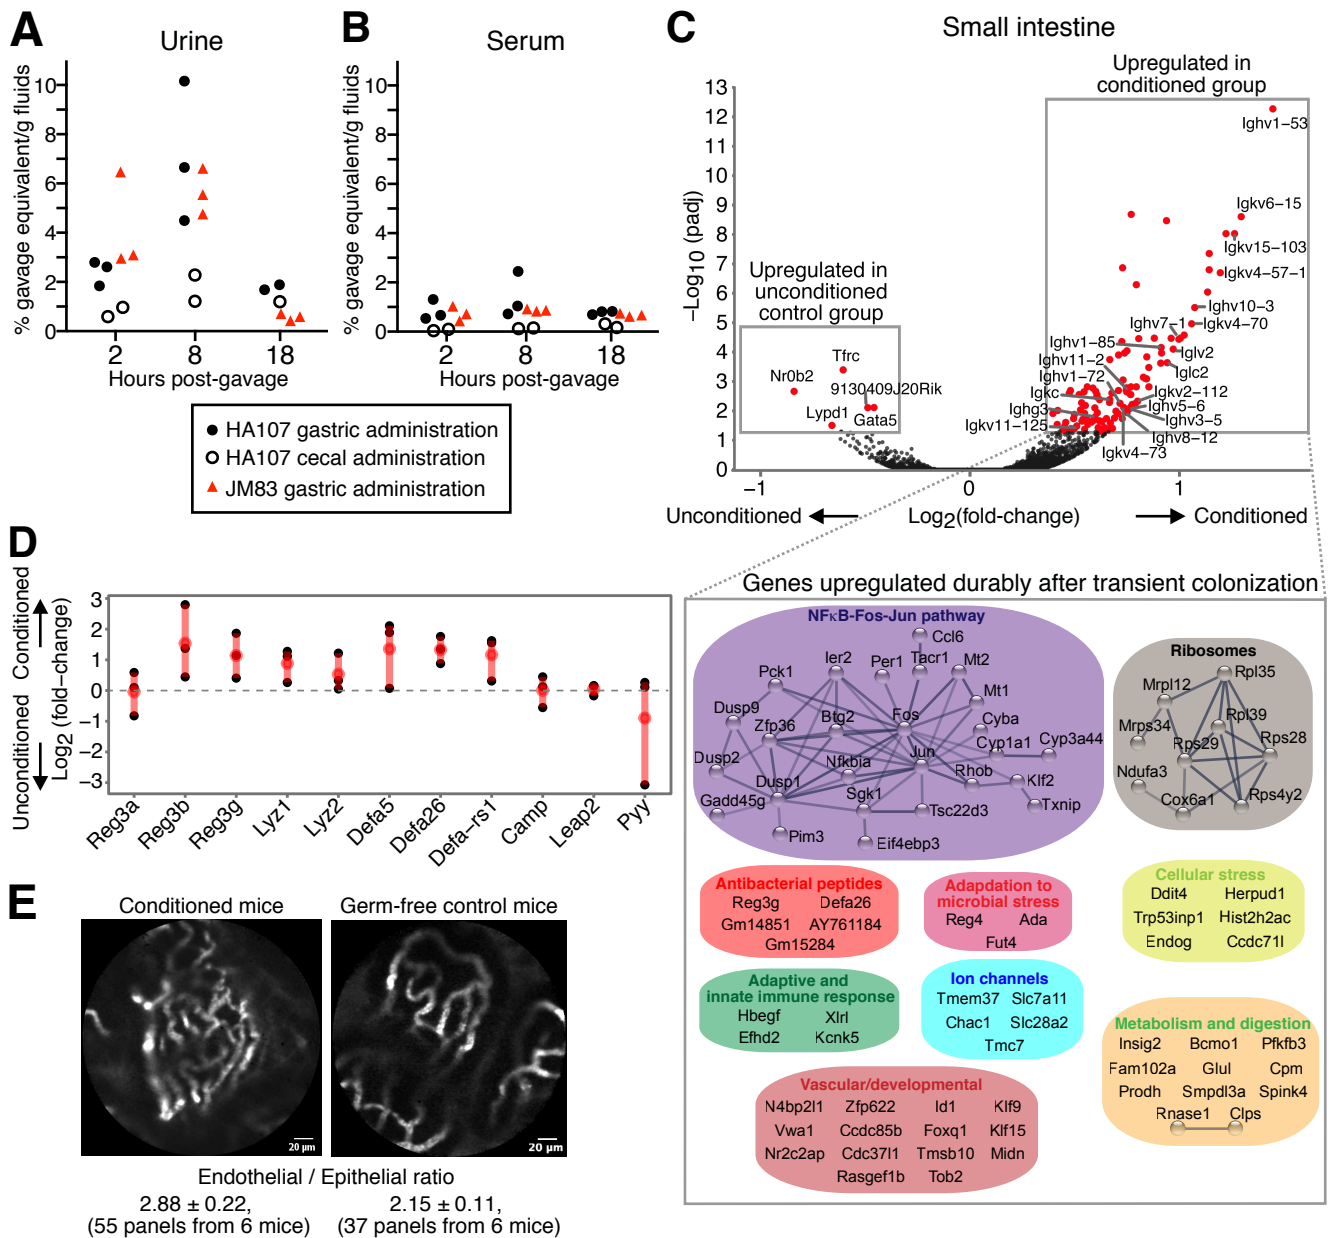 A
Urine
% gavage equivalent/g fluids
10
8
6
4
2
0
2 8 18
Hours post-gavage
B
Serum
% gavage equivalent/g fluids
10
8
6
4
2
0
2 8 18
Hours post-gavage
HA107 gastric administration
HA107 cecal administration
JM83 gastric administration
C
Small intestine
Upregulated in
conditioned group
Upregulated in
unconditioned
control group
−Log10 (padj)
13
12
11
10
9
8
7
6
5
4
3
2
1
0
Ighv1−53
Igkv6−15
Igkv15−103
Igkv4−57−1
Ighv10−3
Ighv7−1
Igkv4−70
Ighv1−85
Iglv2
Ighv11−2
Iglc2
Ighv1−72
Igkc
Igkv2−112
Ighg3
Ighv5−6
Igkv11−125
Ighv3−5
Ighv8−12
Igkv4−73
Tfrc
Nr0b2
9130409J20Rik
Lypd1
Gata5
−1 0 1
Unconditioned
Log2(fold−change)
Conditioned
D
Unconditioned Conditioned
Log2 (fold−change)
3
2
1
0
−1
−2
−3
Reg3a
Reg3b
Reg3g
Lyz1
Lyz2
Defa5
Defa26
Defa−rs1
Camp
Leap2
Pyy
Genes upregulated durably after transient colonization
NFκB-Fos-Jun pathway
Ccl6
Ier2
Per1
Tacr1
Mt2
Pck1
Mt1
Dusp9
Btg2
Fos
Cyba
Zfp36
Cyp1a1
Cyp3a44
Jun
Dusp2
Nfkbia
Dusp1
Rhob
Klf2
Gadd45g
Sgk1
Tsc22d3
Txnip
Pim3
Eif4ebp3
Ribosomes
Rpl35
Mrpl12
Rpl39
Mrps34
Rps29
Rps28
Ndufa3
Cox6a1
Rps4y2
Antibacterial peptides
Reg3g Defa26
Gm14851 AY761184
Gm15284
Adapdation to
microbial stress
Reg4 Ada
Fut4
Cellular stress
Ddit4 Herpud1
Trp53inp1 Hist2h2ac
Endog Ccdc71l
Adaptive and
innate immune response
Hbegf Xlrl
Efhd2 Kcnk5
Ion channels
Tmem37 Slc7a11
Chac1 Slc28a2
Tmc7
Metabolism and digestion
Insig2 Bcmo1 Pfkfb3
Fam102a Glul Cpm
Prodh Smpdl3a Spink4
Rnase1 Clps
Vascular/developmental
N4bp2l1 Zfp622 Id1 Klf9
Vwa1 Ccdc85b Foxq1 Klf15
Nr2c2ap Cdc37l1 Tmsb10 Midn
Rasgef1b Tob2
E
Conditioned mice
Germ-free control mice
20 µm
20 µm
Endothelial / Epithelial ratio
2.88 ± 0.22,
(55 panels from 6 mice)
2.15 ± 0.11,
(37 panels from 6 mice)